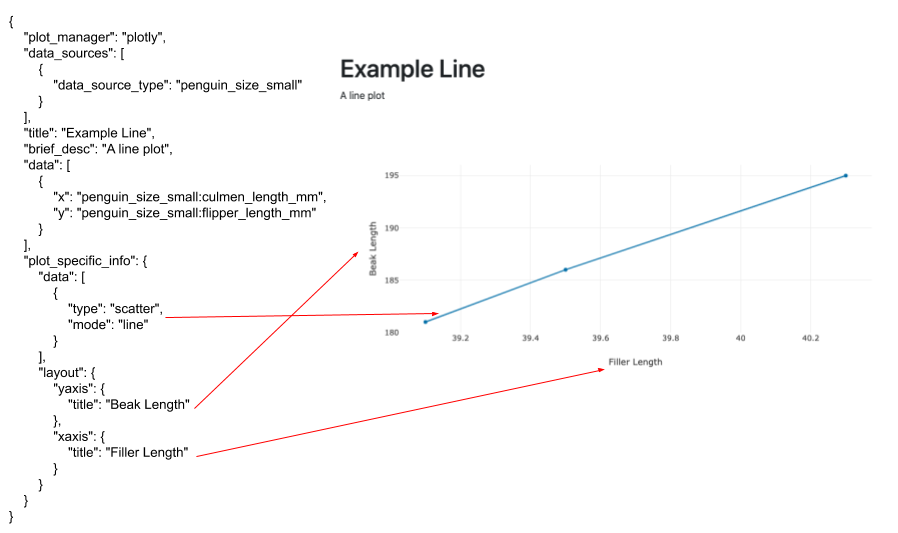 {
"plot_manager": "plotly",
"data_sources": [
{
"data_source_type": "penguin_size_small"
}
],
"title": "Example Line",
"brief_desc": "A line plot",
"data": [
{
"x": "penguin_size_small:culmen_length_mm",
"y": "penguin_size_small:flipper_length_mm"
}
],
"plot_specific_info": {
"data": [
{
"type": "scatter",
"mode": "line"
}
],
"layout": {
"yaxis": {
"title": "Beak Length"
},
"xaxis": {
"title": "Filler Length"
}
}
}
}
Example Line
A line plot
195
190
185
180
Beak Length
39.2 39.4 39.6 39.8 40 40.2
Filler Length